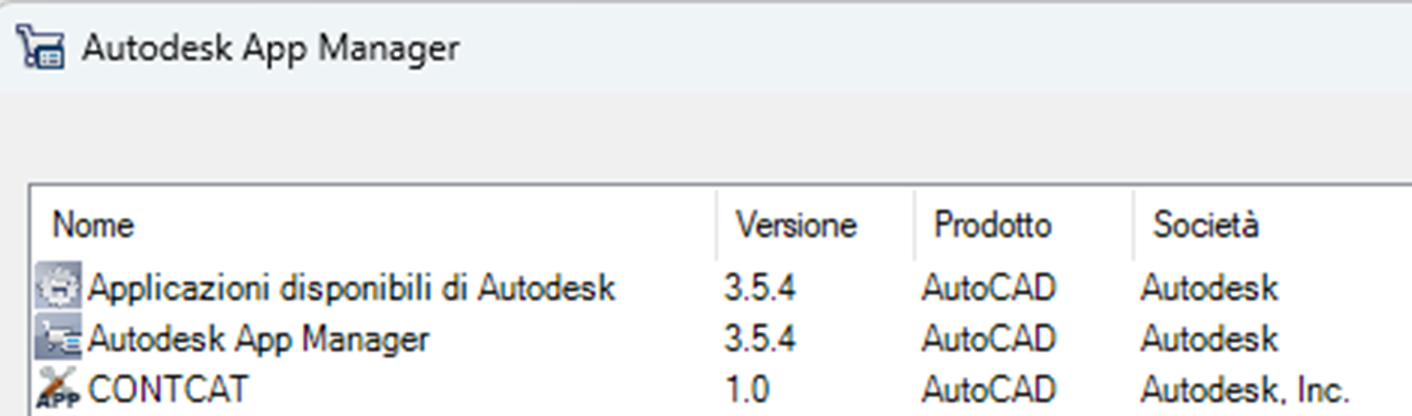 Autodesk App Manager
Nome Versione Prodotto Società
Applicazioni disponibili di Autodesk 3.5.4 AutoCAD Autodesk
Autodesk App Manager 3.5.4 AutoCAD Autodesk
APP CONTCAT 1.0 AutoCAD Autodesk, Inc.